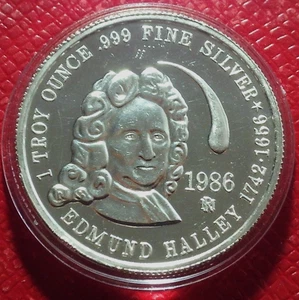 1 TROY OUNCE .999 FINE SILVER
1986
EDMUND HALLEY 1742·1656